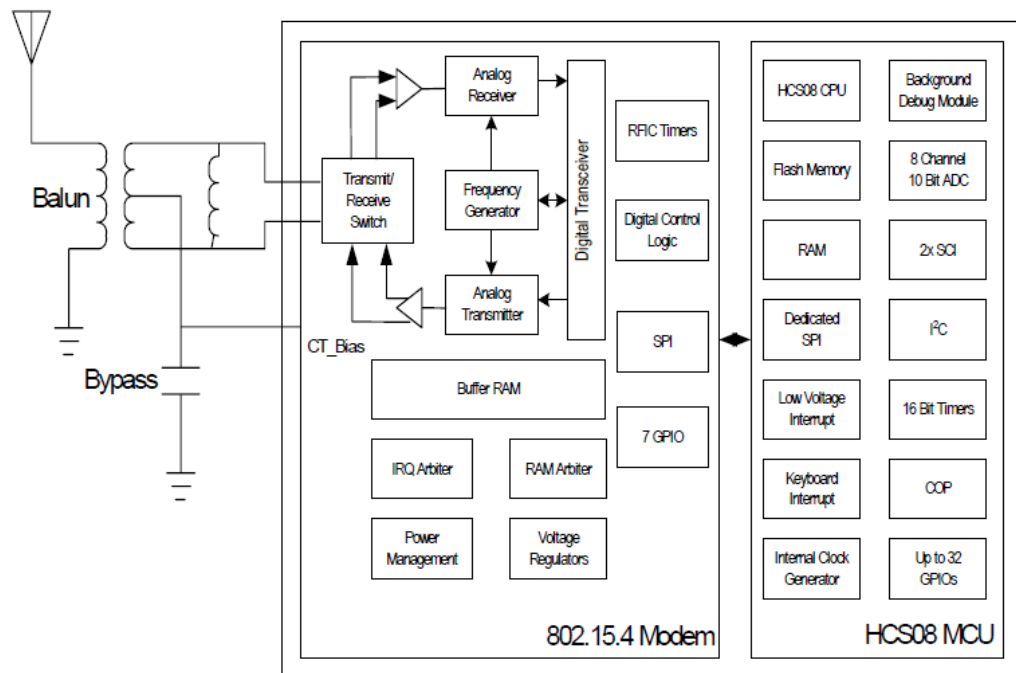 Balun
Bypass
CT_Bias
Transmit/
Receive
Switch
Analog
Receiver
Frequency
Generator
Analog
Transmitter
Digital Transceiver
RFIC Timers
Digital Control
Logic
SPI
7 GPIO
Buffer RAM
IRQ Arbiter
RAM Arbiter
Power
Management
Voltage
Regulators
802.15.4 Modem
HCS08 CPU
Background
Debug Module
Flash Memory
8 Channel
10 Bit ADC
RAM
2x SCI
Dedicated
SPI
I²C
Low Voltage
Interrupt
16 Bit Timers
Keyboard
Interrupt
COP
Internal Clock
Generator
Up to 32
GPIOs
HCS08 MCU